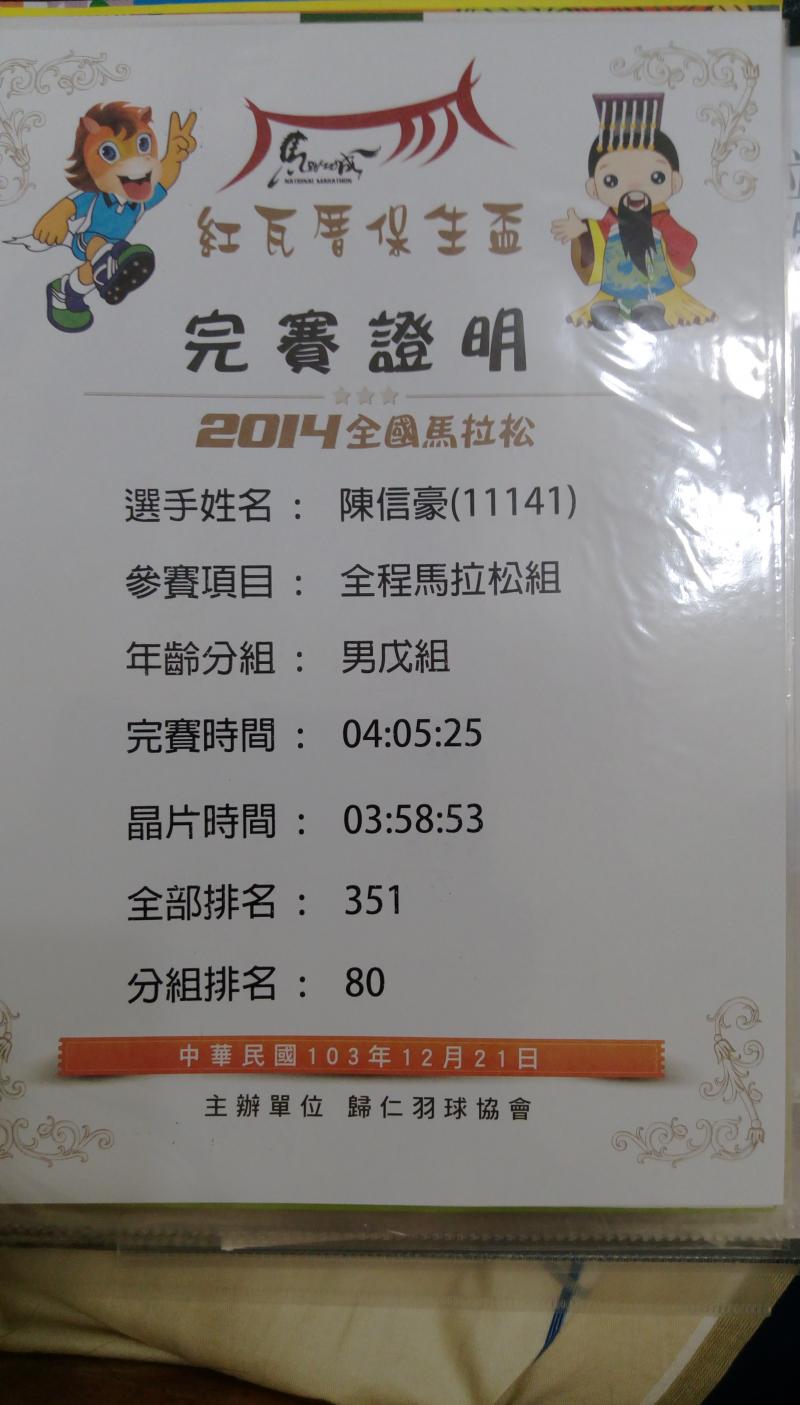 NATIONAL MARATHON
紅瓦厝保生盃
完賽證明
2014全國馬拉松
選手姓名： 陳信豪(11141)
參賽項目： 全程馬拉松組
年齡分組： 男戊組
完賽時間： 04:05:25
晶片時間： 03:58:53
全部排名： 351
分組排名： 80
中華民國103年12月21日
主辦單位 歸仁羽球協會